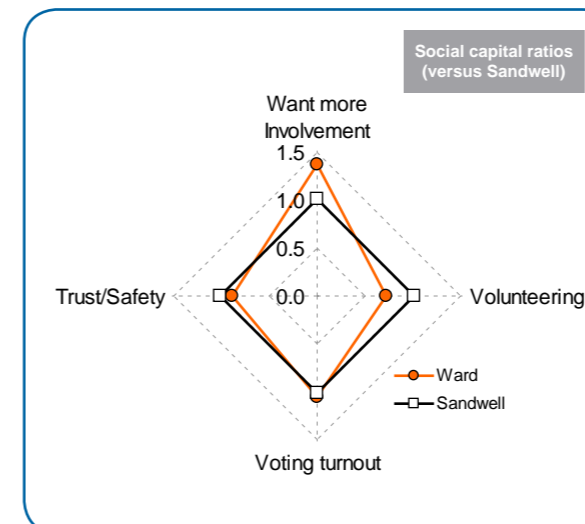 Social capital ratios
(versus Sandwell)
Want more
Involvement
1.5
1.0
0.5
Trust/Safety
0.0
Volunteering
Ward
Sandwell
Voting turnout